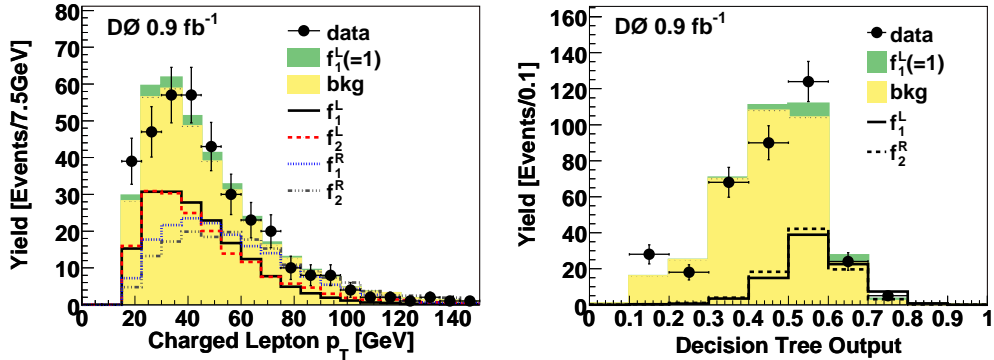 DØ 0.9 fb⁻¹
data
f₁ᴸ(=1)
bkg
f₁ᴸ
f₂ᴸ
f₁ᴿ
f₂ᴿ
Yield [Events/7.5GeV]
80
70
60
50
40
30
20
10
0
0 20 40 60 80 100 120 140
Charged Lepton p_T [GeV]
DØ 0.9 fb⁻¹
data
f₁ᴸ(=1)
bkg
f₁ᴸ
f₂ᴿ
Yield [Events/0.1]
160
140
120
100
80
60
40
20
0
0 0.1 0.2 0.3 0.4 0.5 0.6 0.7 0.8 0.9 1
Decision Tree Output